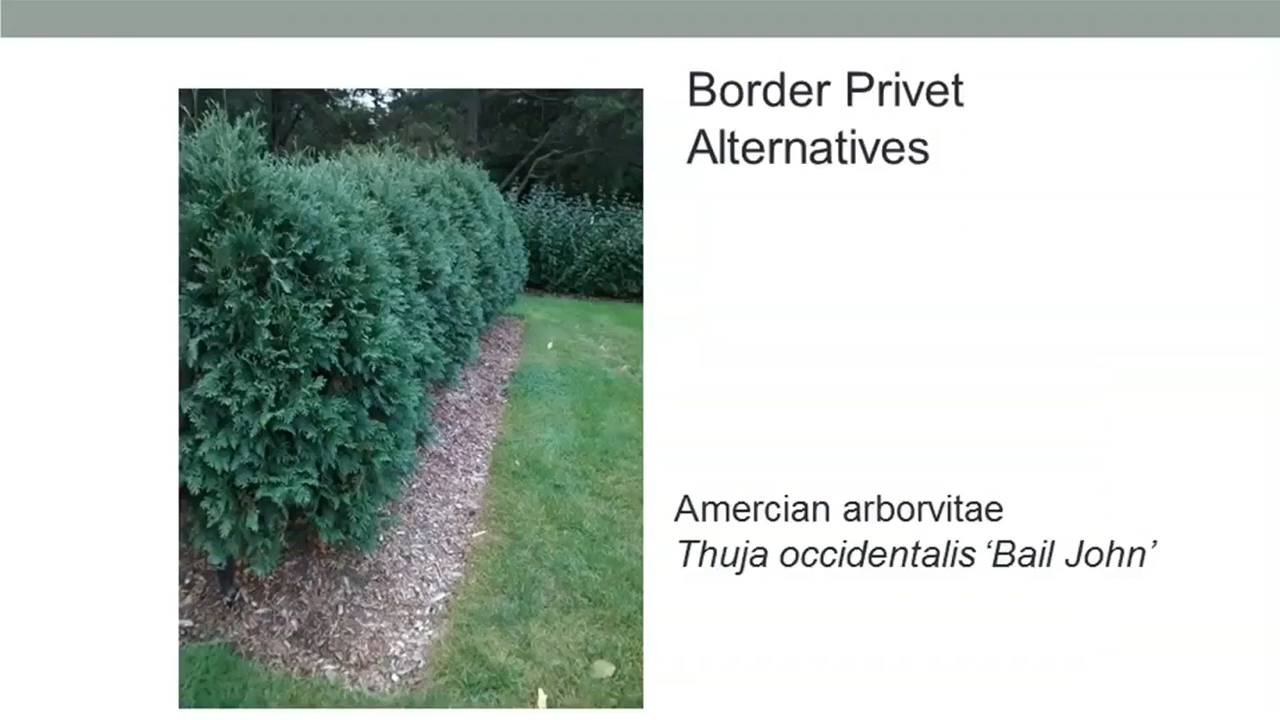 Border Privet
Alternatives
Amercian arborvitae
Thuja occidentalis ‘Bail John’